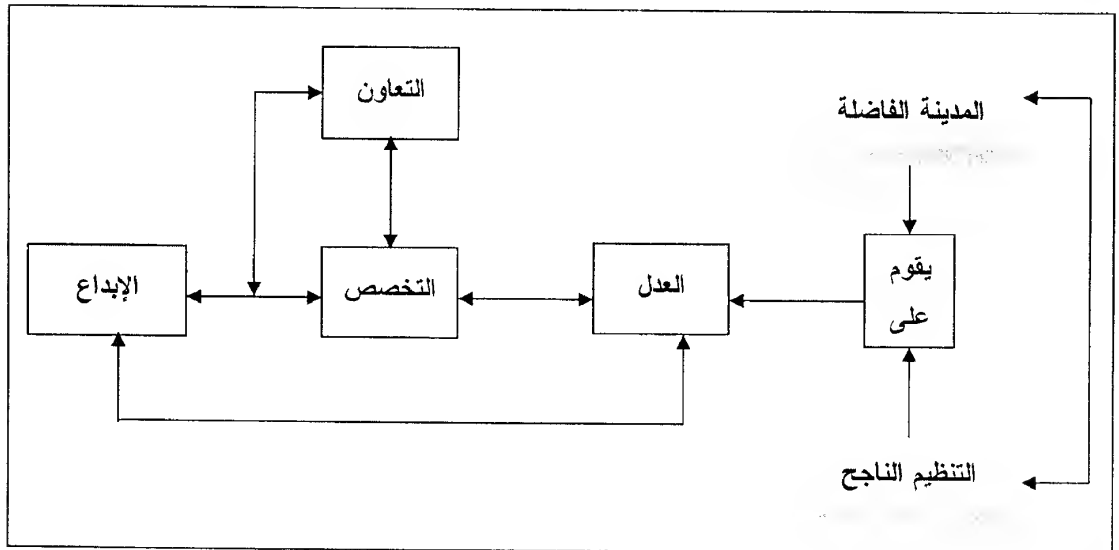 التعاون
المدينة الفاضلة
الإبداع
التخصص
العدل
يقوم
على
التنظيم الناجح